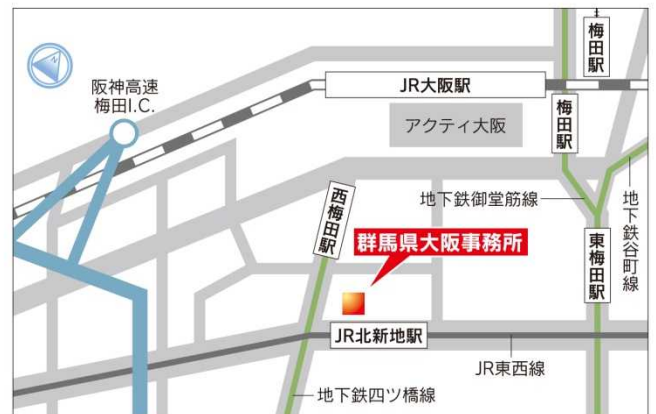 N
阪神高速
梅田I.C.
JR大阪駅
梅田駅
アクティ大阪
梅田駅
西梅田駅
地下鉄御堂筋線
地下鉄谷町線
群馬県大阪事務所
東梅田駅
JR北新地駅
JR東西線
地下鉄四ツ橋線